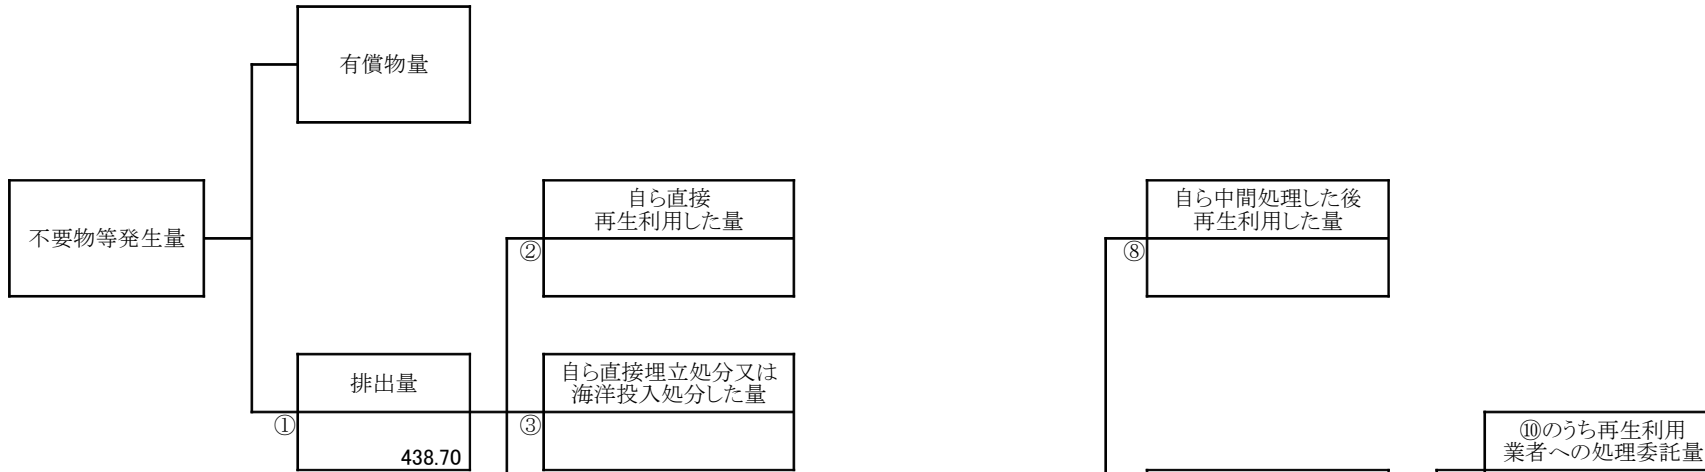 有償物量
不要物等発生量
自ら直接
再生利用した量
②
自ら中間処理した後
再生利用した量
⑧
排出量
①
438.70
自ら直接埋立処分又は
海洋投入処分した量
③
⑩のうち再生利用
業者への処理委託量